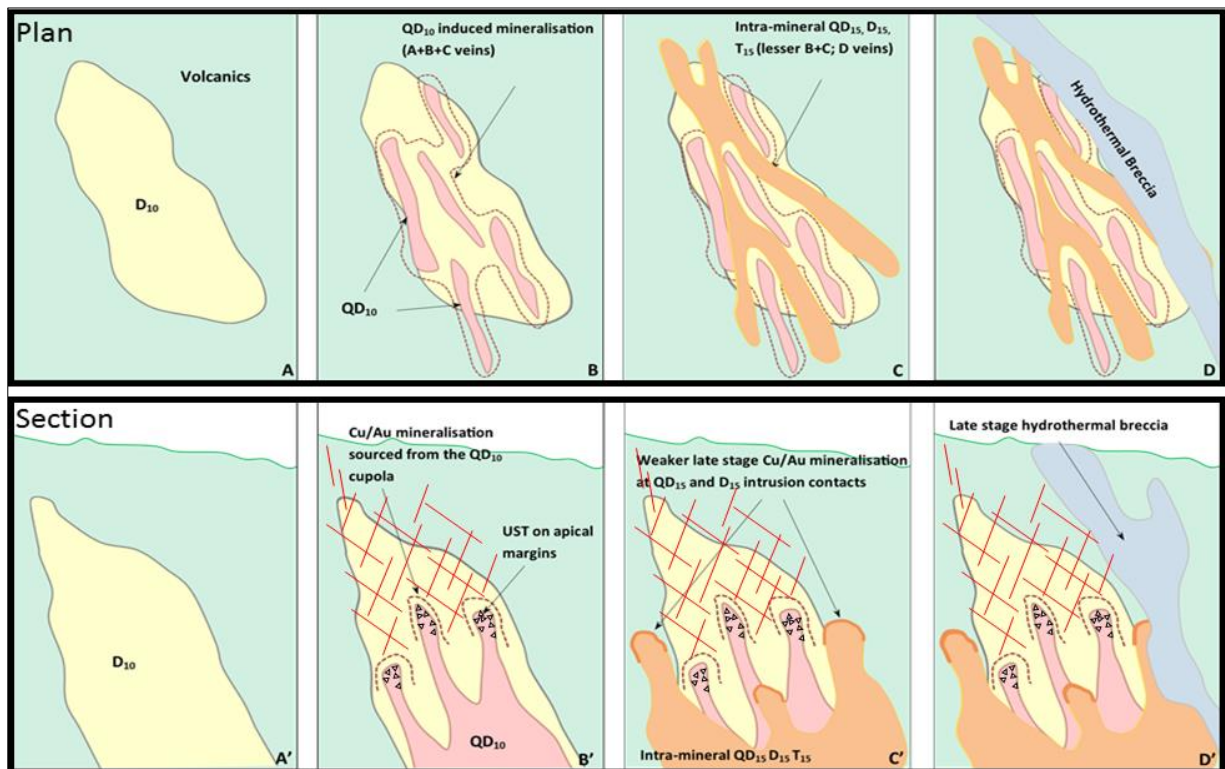 Plan
Volcanics
D₁₀
A
QD₁₀ induced mineralisation
(A+B+C veins)
QD₁₀
B
Intra-mineral QD₁₅, D₁₅,
T₁₅ (lesser B+C; D veins)
C
Hydrothermal Breccia
D
Section
D₁₀
A’
Cu/Au mineralisation
sourced from the QD₁₀
cupola
UST on apical
margins
QD₁₀
B’
Weaker late stage Cu/Au mineralisation
at QD₁₅ and D₁₅ intrusion contacts
Intra-mineral QD₁₅ D₁₅ T₁₅
C’
Late stage hydrothermal breccia
D’